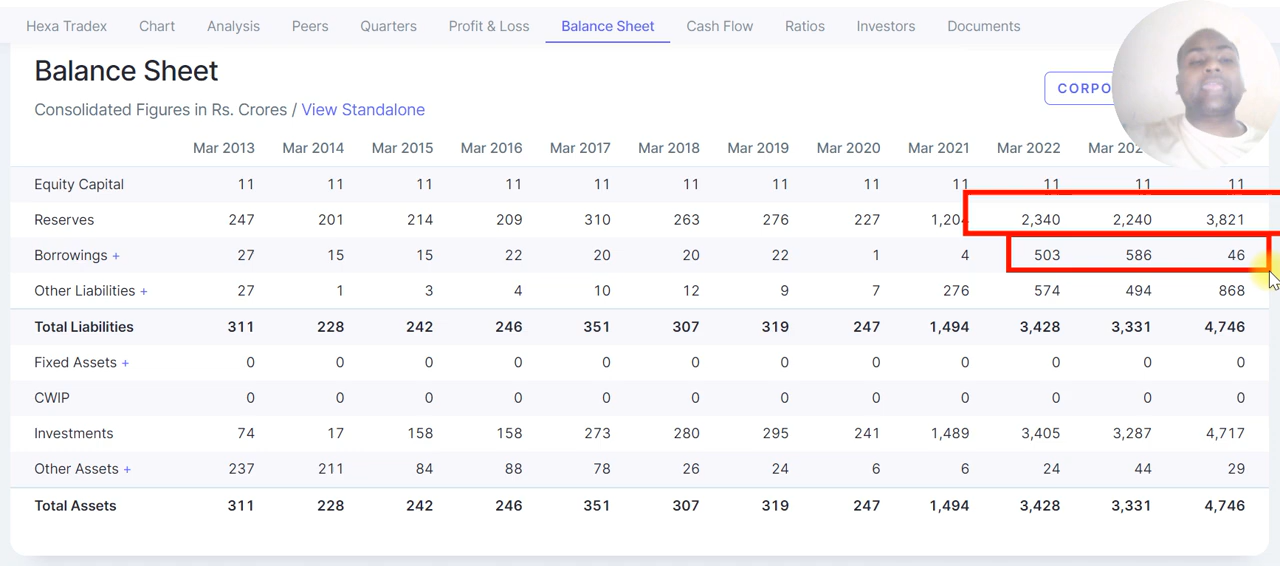 Hexa Tradex Chart Analysis Peers Quarters Profit & Loss Balance Sheet Cash Flow Ratios Investors Documents
Balance Sheet
CORPO
Consolidated Figures in Rs. Crores / View Standalone
Mar 2013 Mar 2014 Mar 2015 Mar 2016 Mar 2017 Mar 2018 Mar 2019 Mar 2020 Mar 2021 Mar 2022 Mar 202
Equity Capital 11 11 11 11 11 11 11 11 11 11 11 11
Reserves 247 201 214 209 310 263 276 227 1,204 2,340 2,240 3,821
Borrowings + 27 15 15 22 20 20 22 1 4 503 586 46
Other Liabilities + 27 1 3 4 10 12 9 7 276 574 494 868
Total Liabilities 311 228 242 246 351 307 319 247 1,494 3,428 3,331 4,746
Fixed Assets + 0 0 0 0 0 0 0 0 0 0 0 0
CWIP 0 0 0 0 0 0 0 0 0 0 0 0
Investments 74 17 158 158 273 280 295 241 1,489 3,405 3,287 4,717
Other Assets + 237 211 84 88 78 26 24 6 6 24 44 29
Total Assets 311 228 242 246 351 307 319 247 1,494 3,428 3,331 4,746